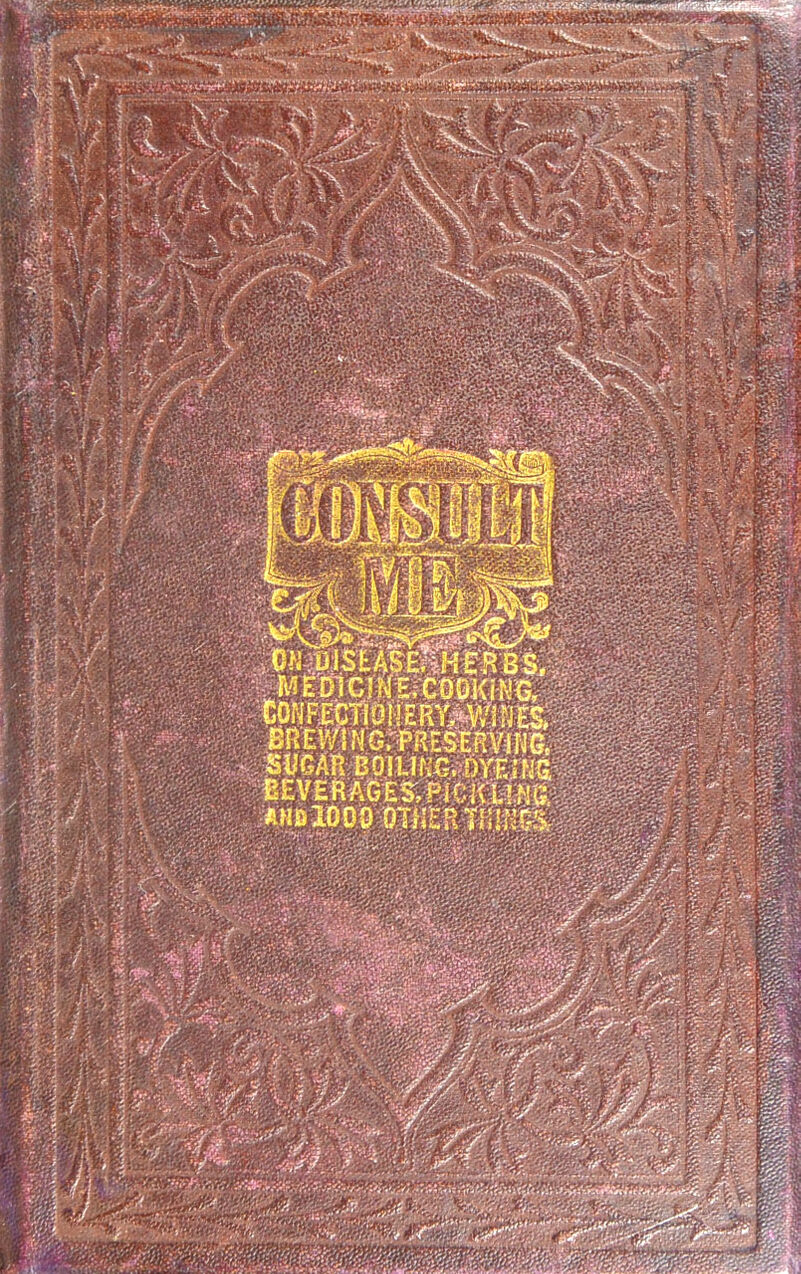 CONSULT
ME
ON DISEASE, HERBS,
MEDICINE, COOKING,
CONFECTIONERY, WINES,
BREWING, PRESERVING,
SUGAR BOILING, DYEING
BEVERAGES, PICKLING
AND 1000 OTHER THINGS